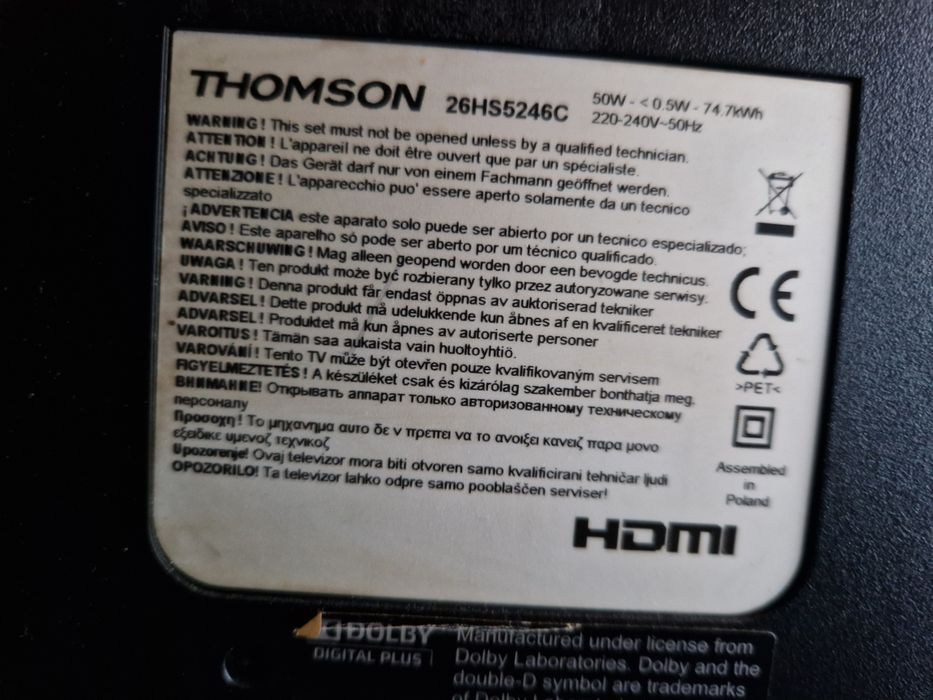 THOMSON 26HS5246C
50W - < 0.5W - 74.7kWh
220-240V~50Hz
WARNING! This set must not be opened unless by a qualified technician.
ATTENTION! L'appareil ne doit être ouvert que par un spécialiste.
ACHTUNG! Das Gerät darf nur von einem Fachmann geöffnet werden.
ATTENZIONE! L'apparecchio puo' essere aperto solamente da un tecnico
specializzato
¡ADVERTENCIA este aparato solo puede ser abierto por un tecnico especializado;
AVISO! Este aparelho só pode ser aberto por um técnico qualificado.
WAARSCHUWING! Mag alleen geopend worden door een bevogde technicus.
UWAGA! Ten produkt może być rozbierany tylko przez autoryzowane serwisy.
VARNING! Denna produkt får endast öppnas av auktoriserad tekniker
ADVARSEL! Dette produkt må udelukkende kun åbnes af en kvalificeret tekniker
ADVARSEL! Produktet må kun åpnes av autoriserte personer
VAROITUS! Tämän saa aukaista vain huoltoyhtiö.
VAROVÁNÍ! Tento TV může být otevřen pouze kvalifikovaným servisem
FIGYELMEZTETÉS! A készüléket csak és kizárólag szakember bonthatja meg.
ВНИМАНИЕ! Открывать аппарат только авторизованному техническому
персоналу
Προσοχη! Το μηχανημα αυτο δε ν πρεπει να το ανοιξει κανειζ παρα μονο
εξειδικε υμενοζ τεχνικοζ
Upozorenje! Ovaj televizor mora biti otvoren samo kvalificirani tehničar ljudi
OPOZORILO! Ta televizor lahko odpre samo pooblaščen serviser!
CE
>PET<
Assembled
in
Poland
HDMI
DOLBY
DIGITAL PLUS
Manufactured under license from
Dolby Laboratories. Dolby and the
double-D symbol are trademarks
of Dolby